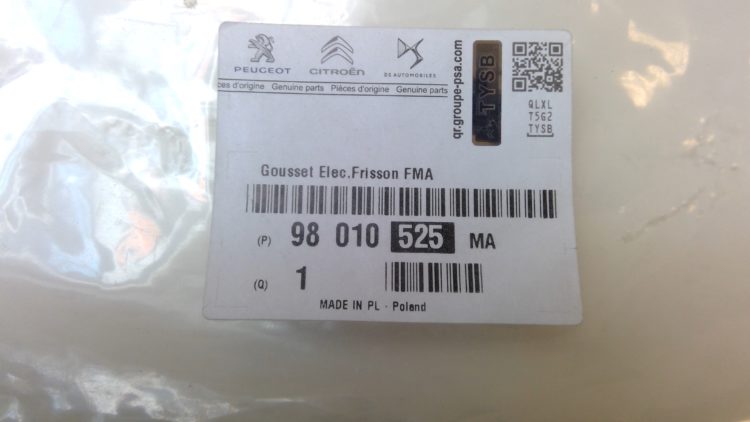 PEUGEOT CITROËN DS AUTOMOBILES
Pièces d'origine Genuine parts Pièces d'origine Genuine parts
qr.groupe-psa.com
TYSB
QLXL
T5G2
TYSB
Gousset Elec.Frisson FMA
(P) 98 010 525 MA
(Q) 1
MADE IN PL - Poland